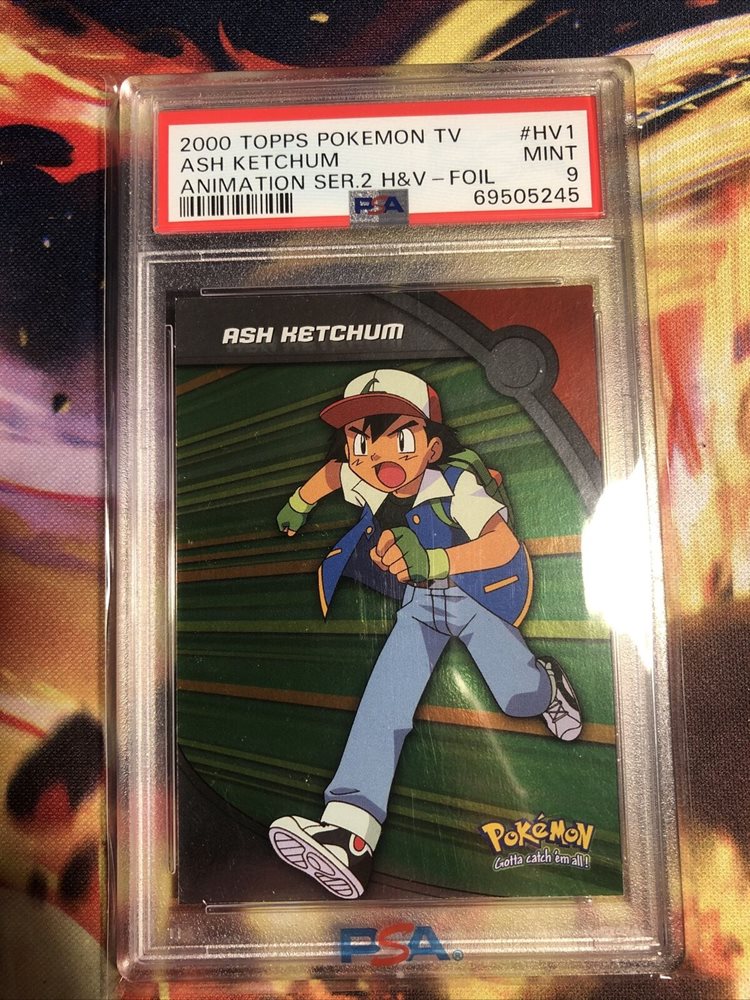 2000 TOPPS POKEMON TV #HV1
ASH KETCHUM MINT
ANIMATION SER.2 H&V-FOIL 9
PSA 69505245
ASH KETCHUM
POKéMON
Gotta catch 'em all!
PSA®